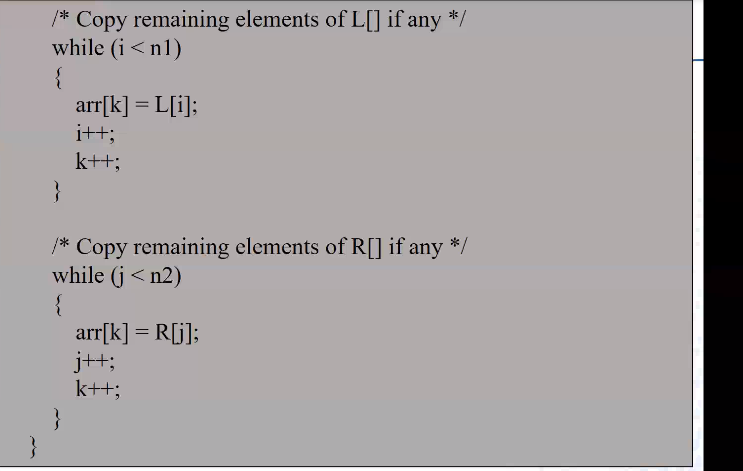 /* Copy remaining elements of L[] if any */
while (i < n1)
{
arr[k] = L[i];
i++;
k++;
}
/* Copy remaining elements of R[] if any */
while (j < n2)
{
arr[k] = R[j];
j++;
k++;
}
}